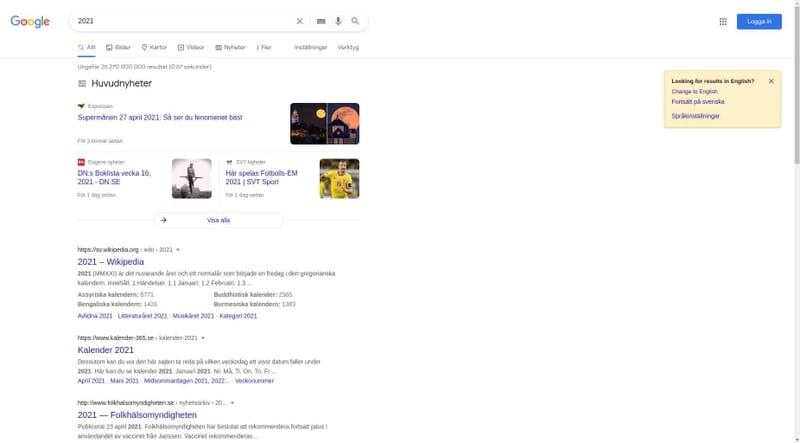 Google
2021
Logga in
Allt Bilder Kartor Videor Nyheter Fler Inställningar Verktyg
Ungefär 25 270 000 000 resultat (0,67 sekunder)
Huvudnyheter
Expressen
Supermånen 27 april 2021: Så ser du fenomenet bäst
För 3 timmar sedan
Dagens nyheter
DN:s Boklista vecka 16,
2021 - DN.SE
För 1 dag sedan
SVT Nyheter
Här spelas Fotbolls-EM
2021 | SVT Sport
För 1 dag sedan
Visa alla
Looking for results in English?
Change to English
Fortsätt på svenska
Språkinställningar
https://sv.wikipedia.org › wiki › 2021
2021 – Wikipedia
2021 (MMXXI) är det nuvarande året och ett normalår som började en fredag i den gregorianska
kalendern. Innehåll. 1 Händelser. 1.1 Januari; 1.2 Februari; 1.3 ...
Assyriska kalendern: 6771 Buddhistisk kalender: 2565
Bengaliska kalendern: 1428 Burmesiska kalendern: 1383
Avlidna 2021 · Litteraturåret 2021 · Musikåret 2021 · Kategori:2021
https://www.kalender-365.se › kalender-2021
Kalender 2021
Dessutom kan du via den här sajten ta reda på vilken veckodag ett visst datum faller under
2021. Här kan du se kalender 2021. Januari 2021. Nr, Må, Ti, On, To, Fr ...
April 2021 · Mars 2021 · Midsommardagen 2021, 2022... · Veckonummer
http://www.folkhalsomyndigheten.se › nyhetsarkiv › 20...
2021 — Folkhälsomyndigheten
Publicerat 23 april 2021. Folkhälsomyndigheten har beslutat att rekommendera fortsatt paus i
användandet av vaccinet från Janssen. Vaccinet rekommenderas ...